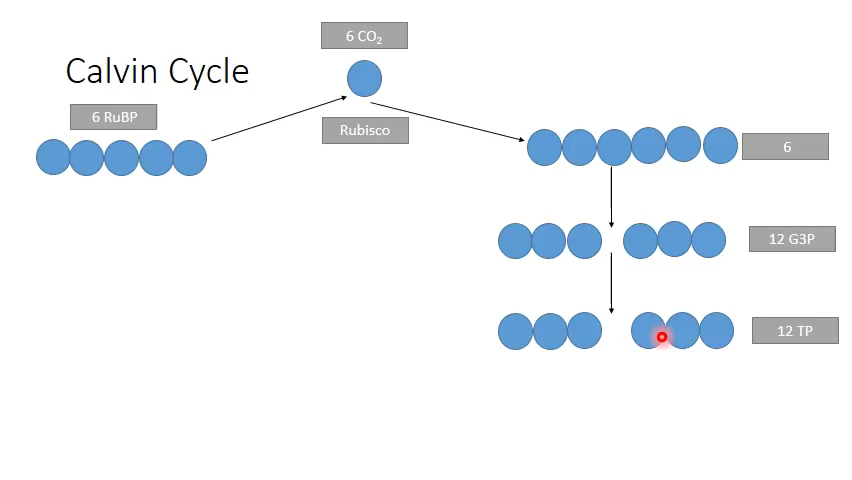 6 CO₂
Calvin Cycle
6 RuBP
Rubisco
6
12 G3P
12 TP